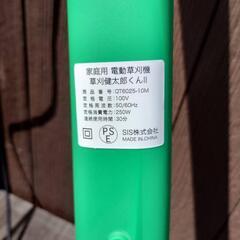 家庭用 電動草刈機
草刈健太郎くんII
品番：QT6025-10M
定格電圧：100V
定格周波数：50/60Hz
定格消費電力：250W
連続使用時間：30分
PSE
SIS株式会社
MADE IN CHINA